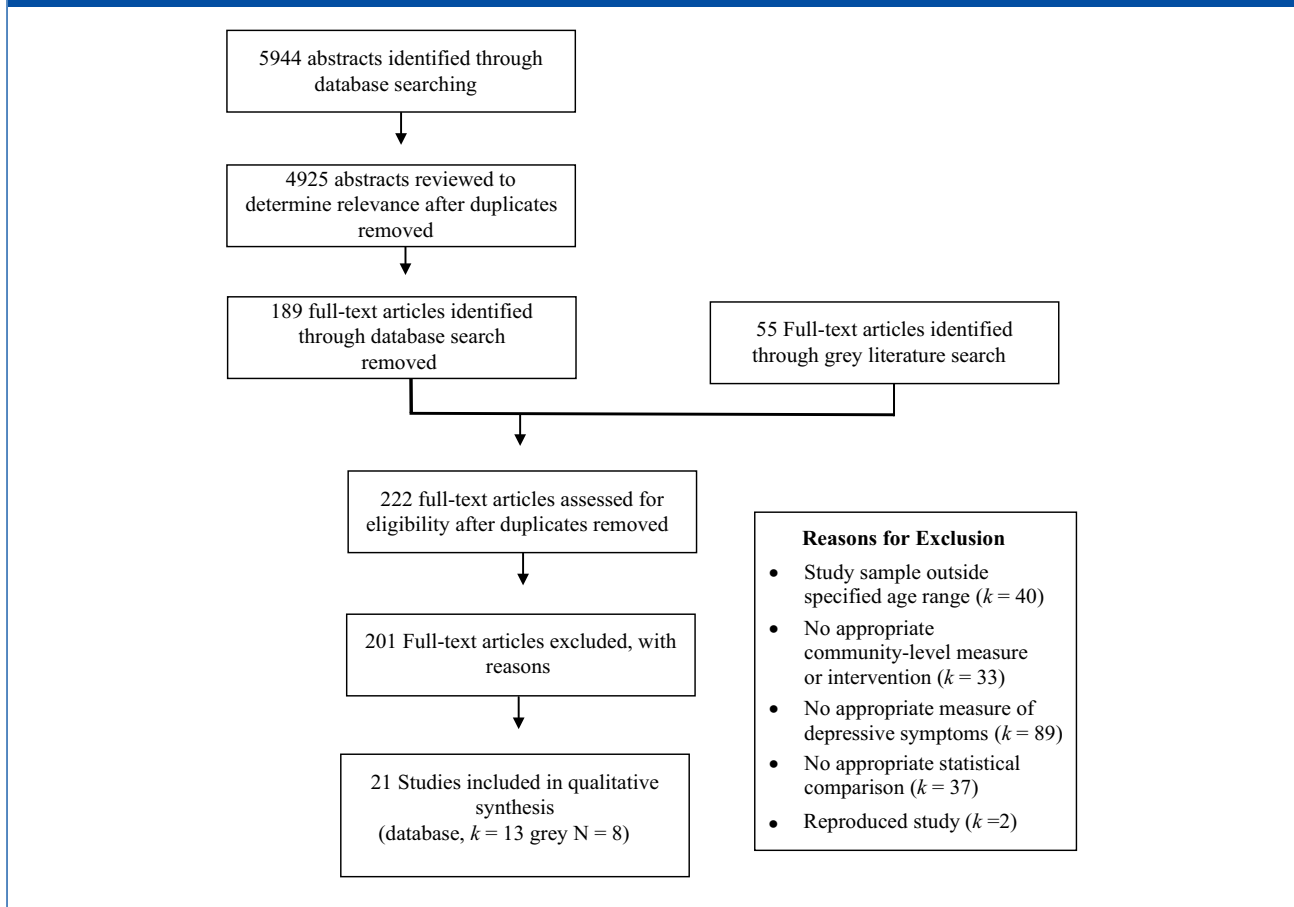 5944 abstracts identified through
database searching
4925 abstracts reviewed to
determine relevance after duplicates
removed
189 full-text articles identified
through database search
removed
55 Full-text articles identified
through grey literature search
222 full-text articles assessed for
eligibility after duplicates removed
201 Full-text articles excluded, with
reasons
21 Studies included in qualitative
synthesis
(database, k = 13 grey N = 8)
Reasons for Exclusion
• Study sample outside
specified age range (k = 40)
• No appropriate
community-level measure
or intervention (k = 33)
• No appropriate measure of
depressive symptoms (k = 89)
• No appropriate statistical
comparison (k = 37)
• Reproduced study (k =2)